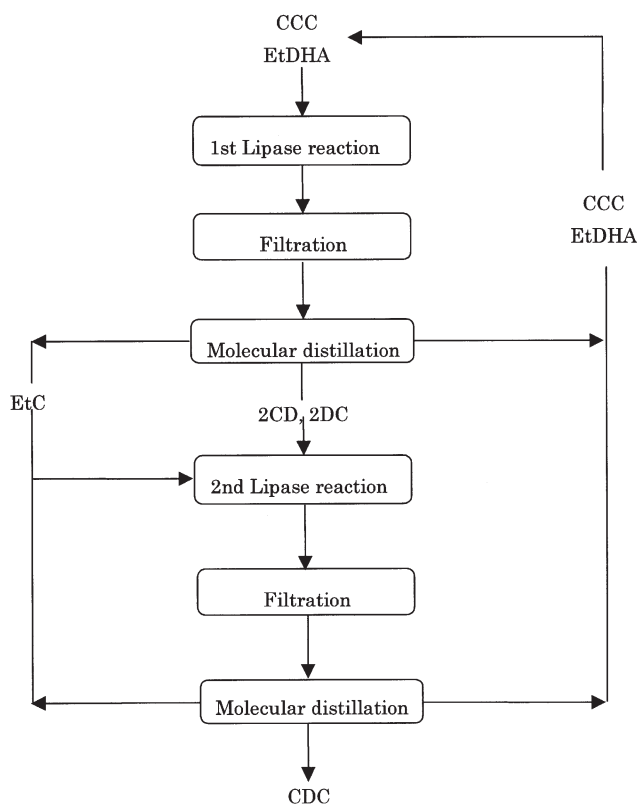 CCC
EtDHA
1st Lipase reaction
CCC
EtDHA
Filtration
Molecular distillation
EtC
2CD, 2DC
2nd Lipase reaction
Filtration
Molecular distillation
CDC